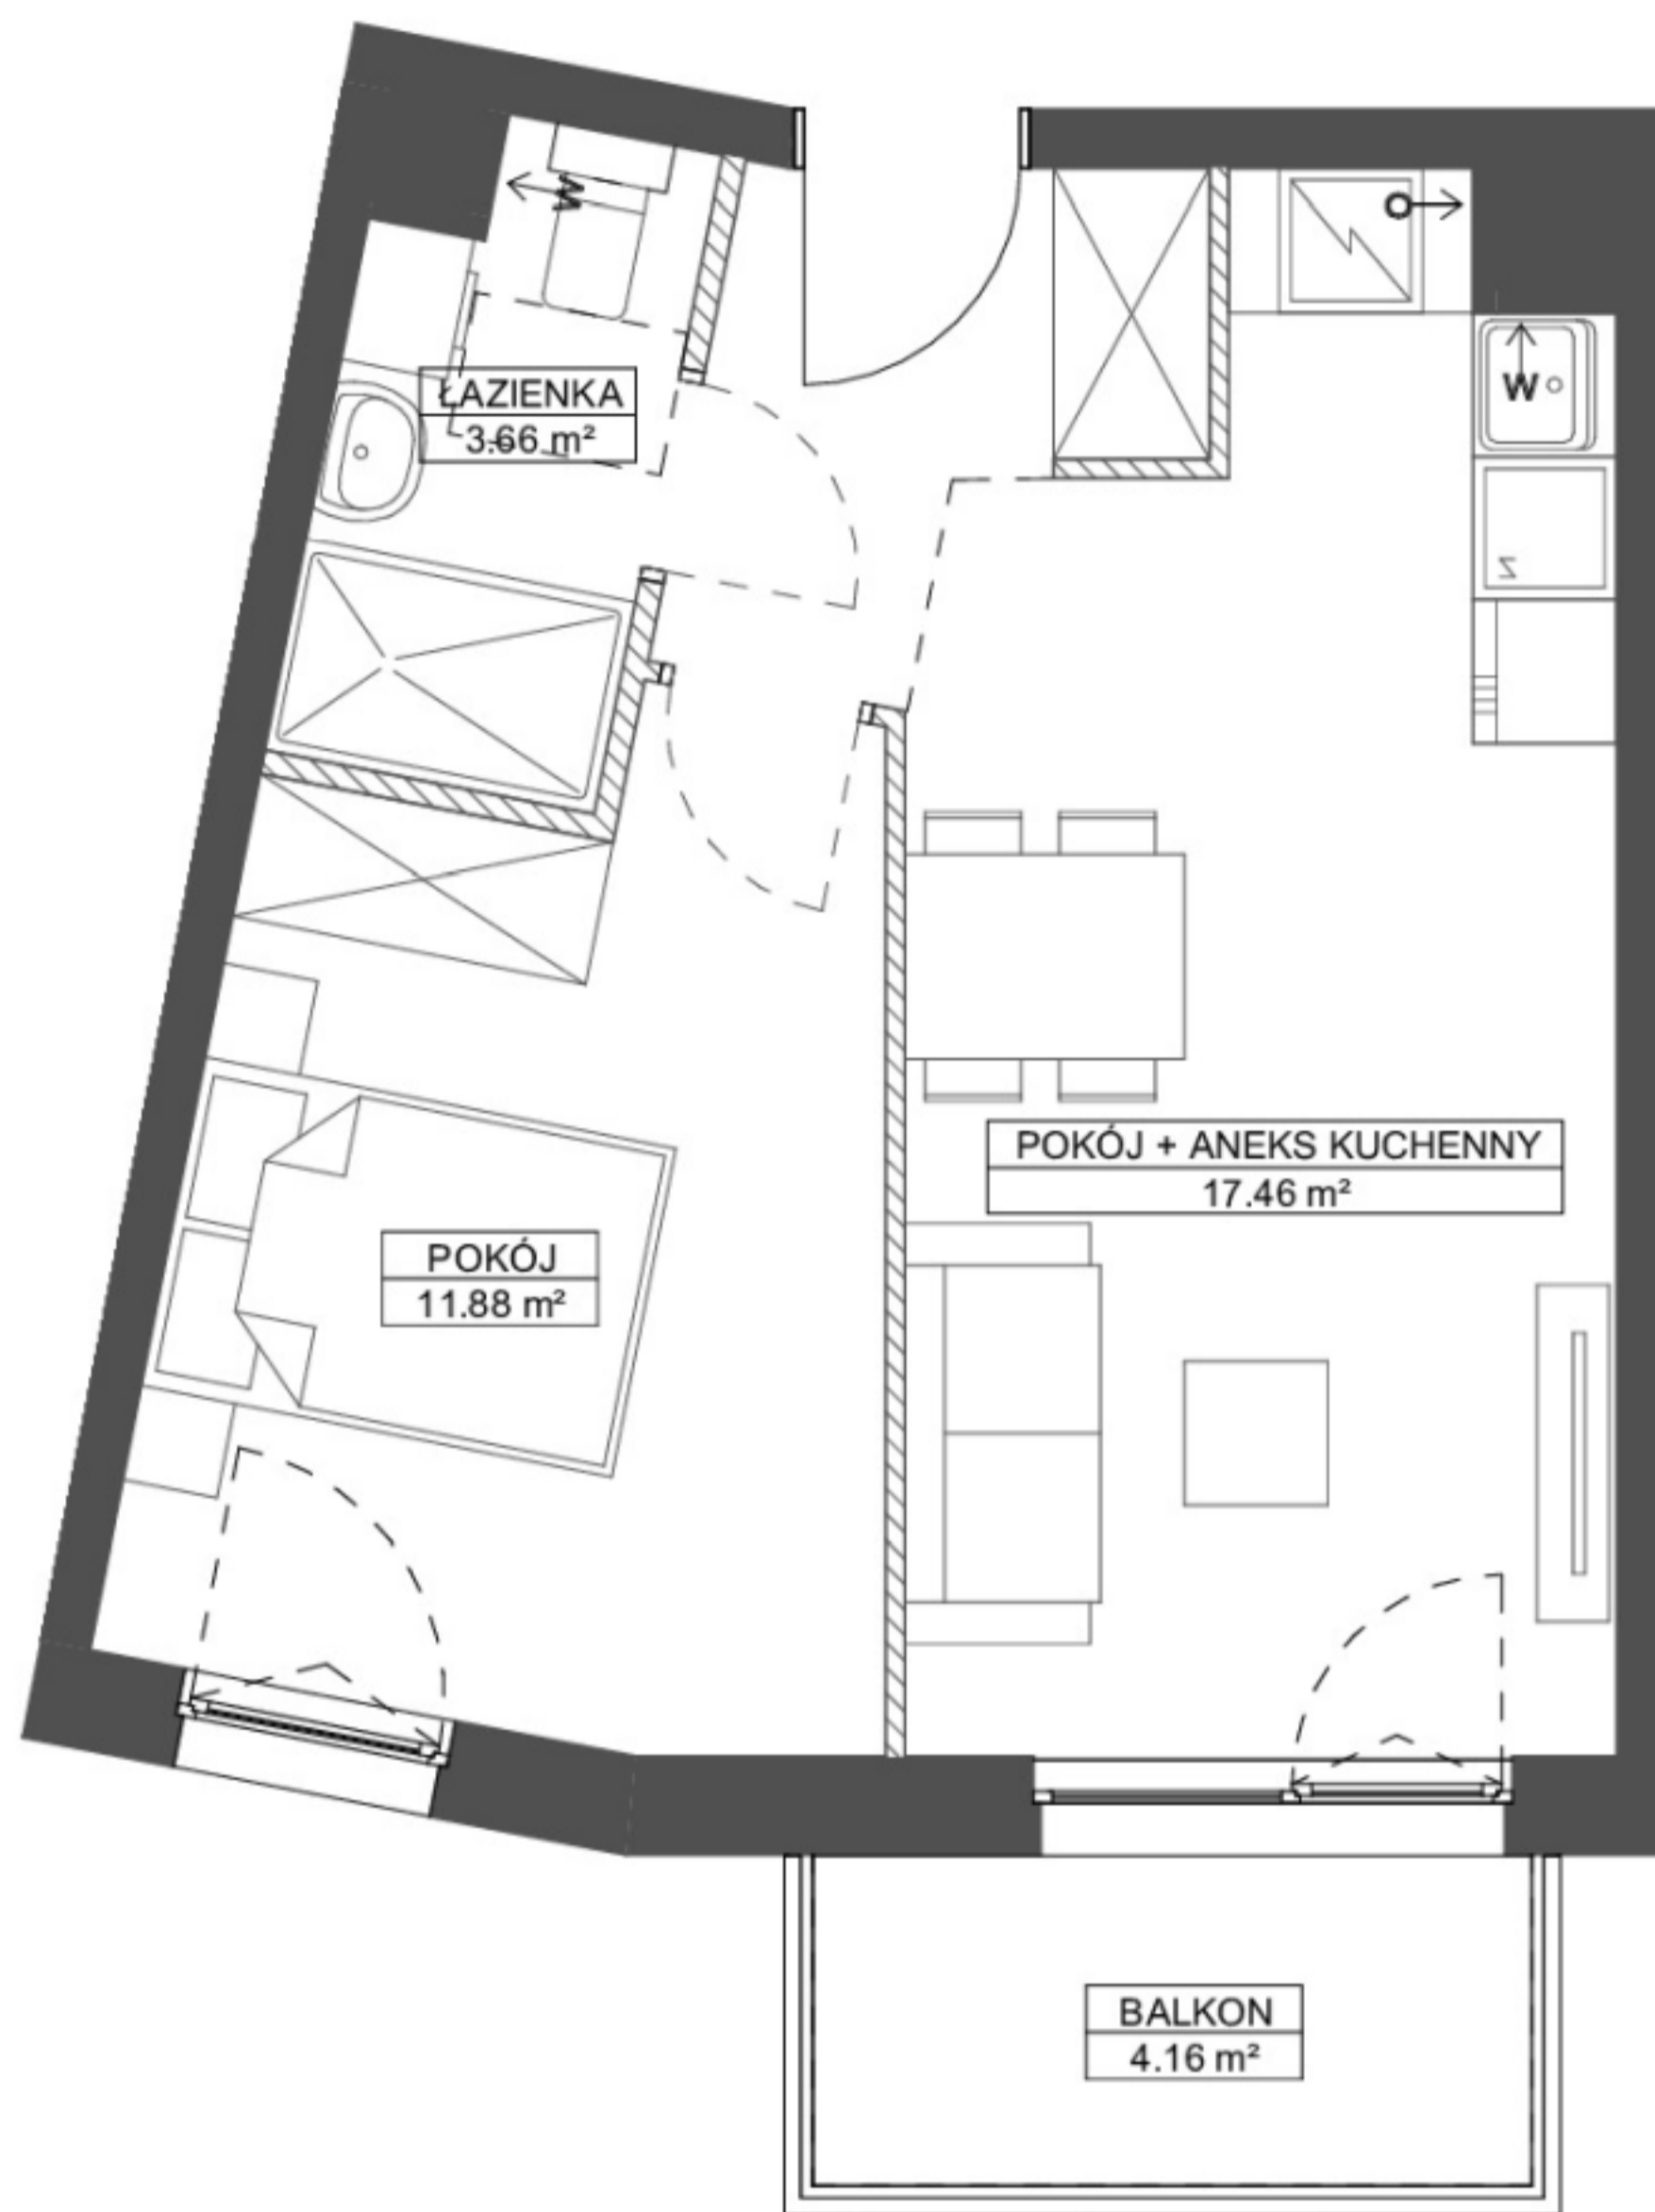 W
O
W
ŁAZIENKA
3.66 m²
Z
POKÓJ + ANEKS KUCHENNY
17.46 m²
POKÓJ
11.88 m²
BALKON
4.16 m²